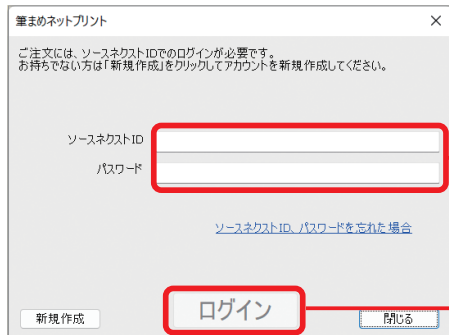 筆まめネットプリント
ご注文には、ソースネクストIDでのログインが必要です。
お持ちでない方は「新規作成」をクリックしてアカウントを新規作成してください。
ソースネクストID
パスワード
ソースネクストID、パスワードを忘れた場合
新規作成 ログイン 閉じる